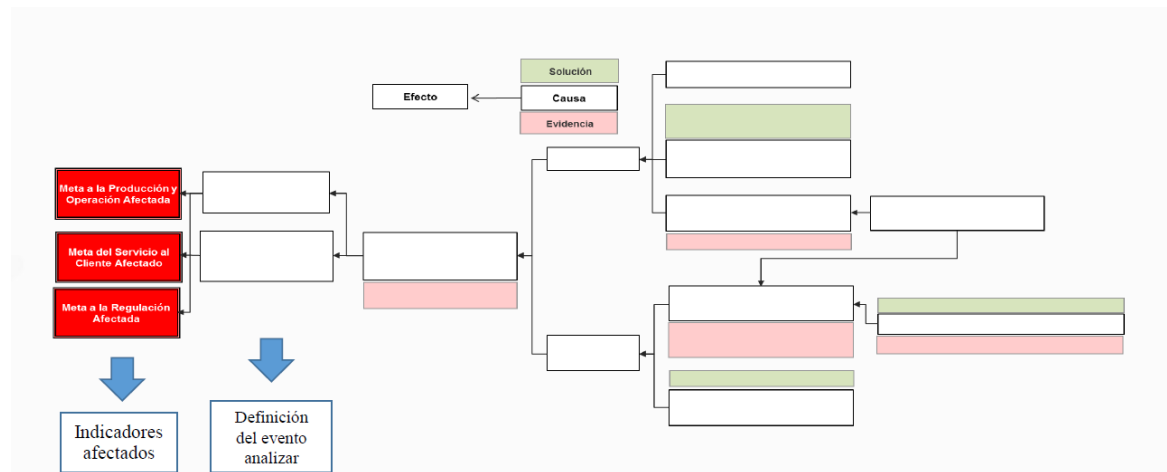 Solución
Efecto
Causa
Evidencia
Meta a la Producción y
Operación Afectada
Meta del Servicio al
Cliente Afectado
Meta a la Regulación
Afectada
Indicadores
afectados
Definición
del evento
analizar